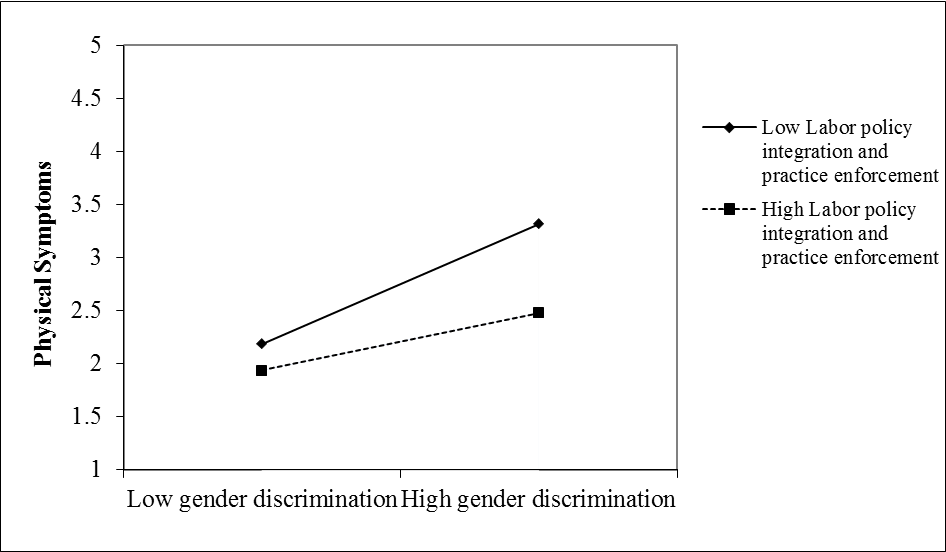 5
4.5
4
3.5
3
2.5
2
1.5
1
Physical Symptoms
Low gender discrimination
High gender discrimination
Low Labor policy
integration and
practice enforcement
High Labor policy
integration and
practice enforcement